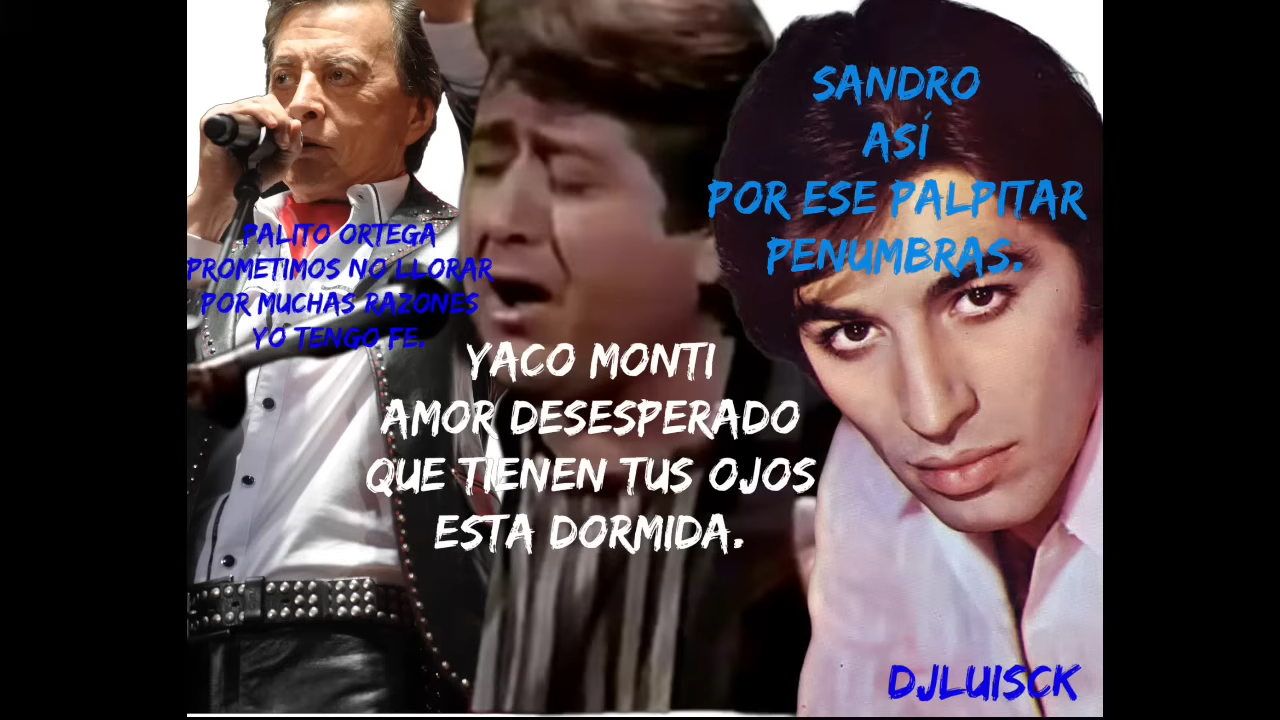 PALITO ORTEGA
PROMETIMOS NO LLORAR
POR MUCHAS RAZONES
YO TENGO FE.
YACO MONTI
AMOR DESESPERADO
QUE TIENEN TUS OJOS
ESTA DORMIDA.
SANDRO
ASÍ
POR ESE PALPITAR
PENUMBRAS.
DJLUISCK